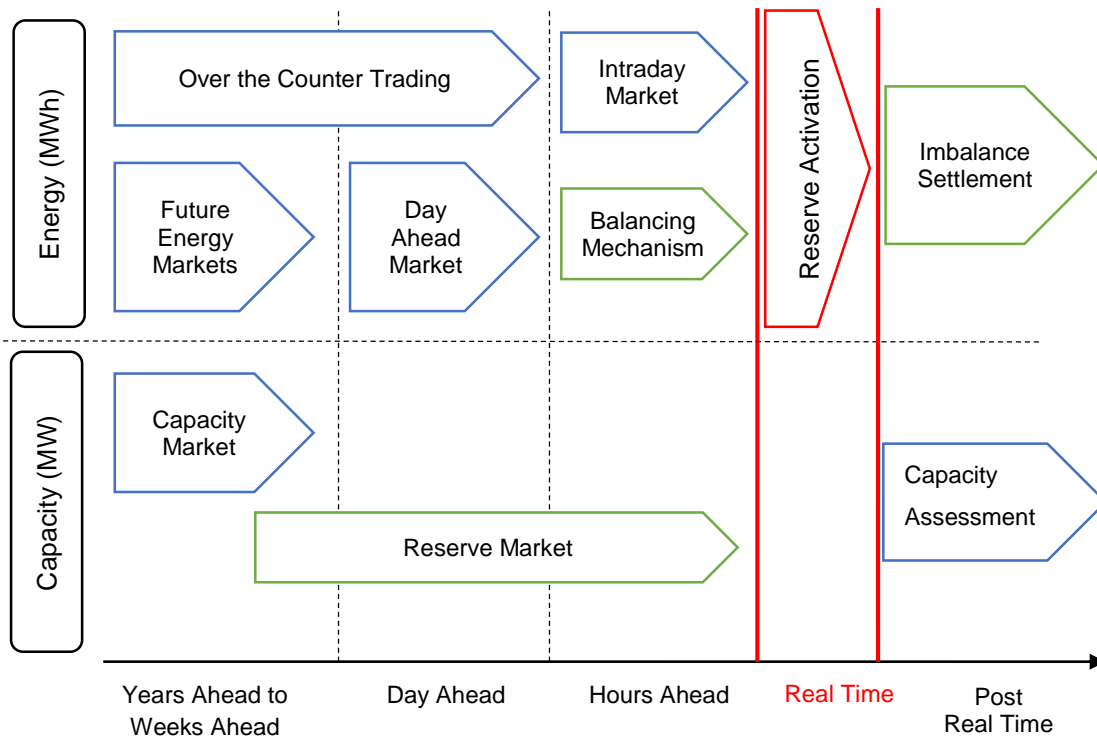 Energy (MWh)
Over the Counter Trading
Intraday
Market
Reserve Activation
Imbalance
Settlement
Future
Energy
Markets
Day
Ahead
Market
Balancing
Mechanism
Capacity (MW)
Capacity
Market
Reserve Market
Capacity
Assessment
Years Ahead to
Weeks Ahead
Day Ahead
Hours Ahead
Real Time
Post
Real Time